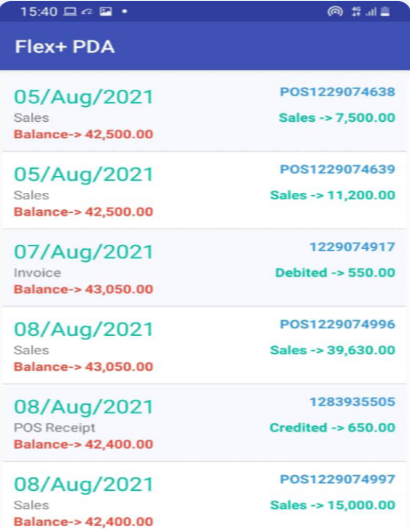 15:40
Flex+ PDA
05/Aug/2021 POS1229074638
Sales Sales -> 7,500.00
Balance-> 42,500.00
05/Aug/2021 POS1229074639
Sales Sales -> 11,200.00
Balance-> 42,500.00
07/Aug/2021 1229074917
Invoice Debited -> 550.00
Balance-> 43,050.00
08/Aug/2021 POS1229074996
Sales Sales -> 39,630.00
Balance-> 43,050.00
08/Aug/2021 1283935505
POS Receipt Credited -> 650.00
Balance-> 42,400.00
08/Aug/2021 POS1229074997
Sales Sales -> 15,000.00
Balance-> 42,400.00